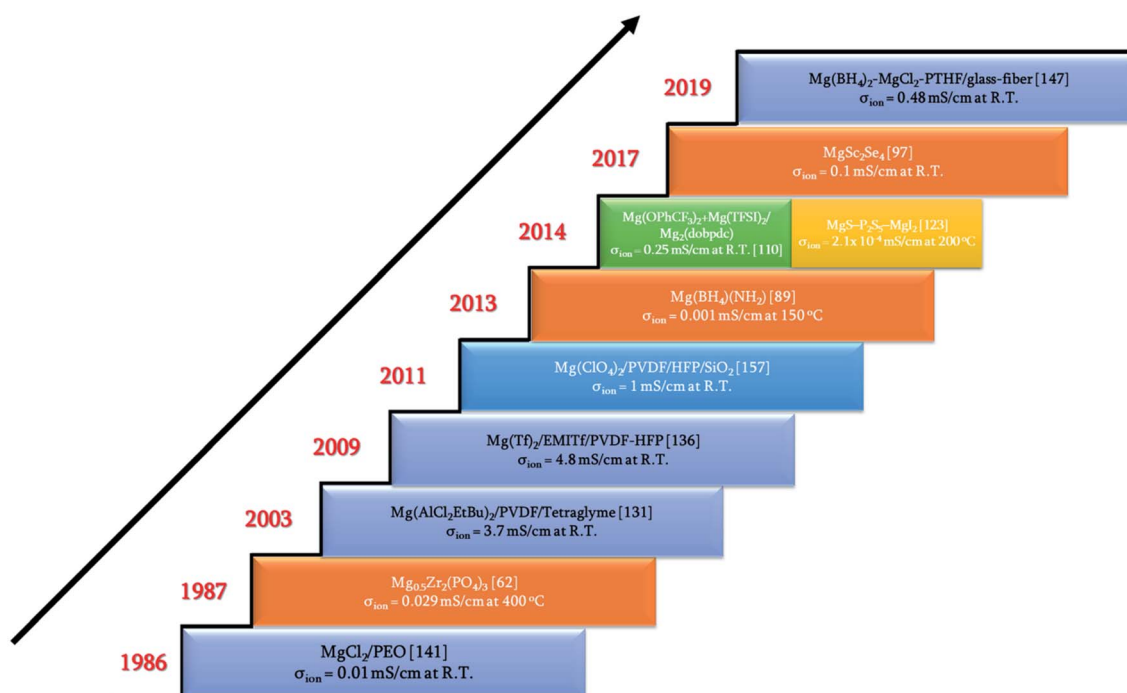 2019
Mg(BH₄)₂-MgCl₂-PTHF/glass-fiber [147]
σᵢₒₙ = 0.48 mS/cm at R.T.
2017
MgSc₂Se₄ [97]
σᵢₒₙ = 0.1 mS/cm at R.T.
2014
Mg(OPhCF₃)₂+Mg(TFSI)₂/
Mg₂(dobpdc)
σᵢₒₙ = 0.25 mS/cm at R.T. [110]
MgS–P₂S₅–MgI₂ [123]
σᵢₒₙ = 2.1x 10⁻⁴ mS/cm at 200 °C
2013
Mg(BH₄)(NH₂) [89]
σᵢₒₙ = 0.001 mS/cm at 150 °C
2011
Mg(ClO₄)₂/PVDF/HFP/SiO₂ [157]
σᵢₒₙ = 1 mS/cm at R.T.
2009
Mg(Tf)₂/EMITf/PVDF-HFP [136]
σᵢₒₙ = 4.8 mS/cm at R.T.
2003
Mg(AlCl₂EtBu)₂/PVDF/Tetraglyme [131]
σᵢₒₙ = 3.7 mS/cm at R.T.
1987
Mg₀.₅Zr₂(PO₄)₃ [62]
σᵢₒₙ = 0.029 mS/cm at 400 °C
1986
MgCl₂/PEO [141]
σᵢₒₙ = 0.01 mS/cm at R.T.